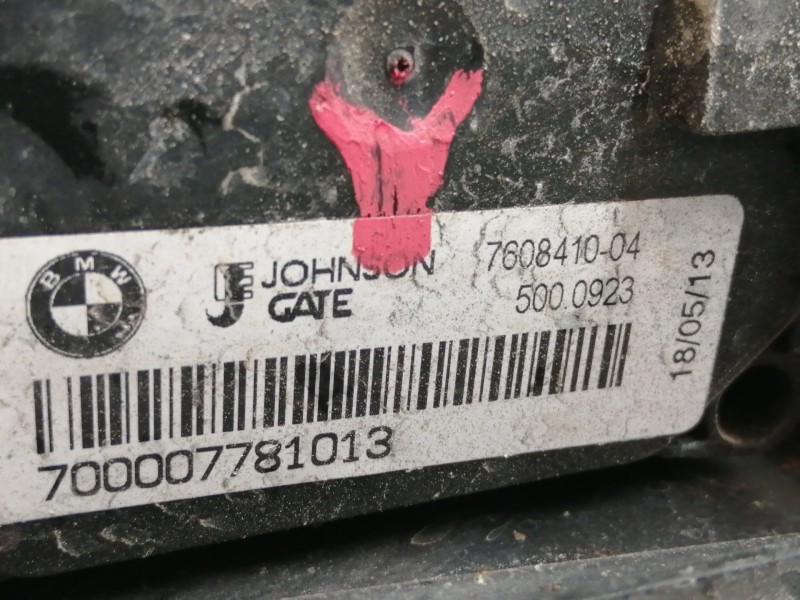 BMW
JOHNSON
GATE
7608410-04
500.0923
18/05/13
700007781013